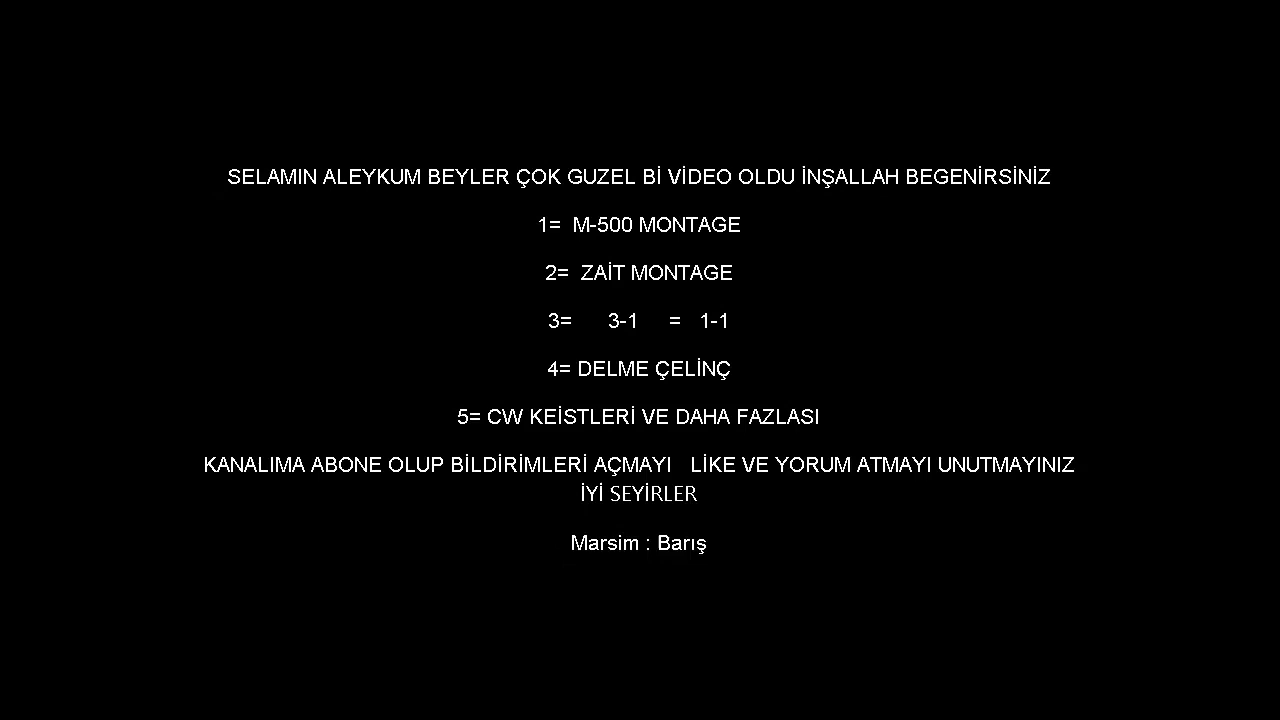 SELAMIN ALEYKUM BEYLER ÇOK GUZEL Bİ VİDEO OLDU İNŞALLAH BEGENİRSİNİZ
1=  M-500 MONTAGE
2=  ZAİT MONTAGE
3=      3-1     =   1-1
4= DELME ÇELİNÇ
5= CW KEİSTLERİ VE DAHA FAZLASI
KANALIMA ABONE OLUP BİLDİRİMLERİ AÇMAYI   LİKE VE YORUM ATMAYI UNUTMAYINIZ
İYİ SEYİRLER
Marsim : Barış